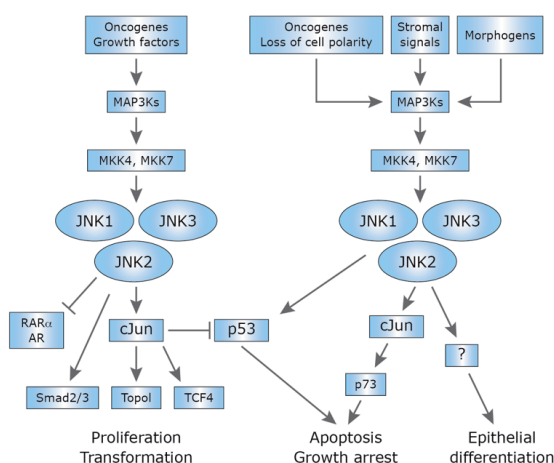 Oncogenes
Growth factors
Oncogenes
Loss of cell polarity
Stromal
signals
Morphogens
MAP3Ks
MAP3Ks
MKK4, MKK7
MKK4, MKK7
JNK1
JNK3
JNK2
JNK1
JNK3
JNK2
RARα
AR
cJun
p53
cJun
?
p73
Smad2/3
TopoI
TCF4
Proliferation
Transformation
Apoptosis
Growth arrest
Epithelial
differentiation